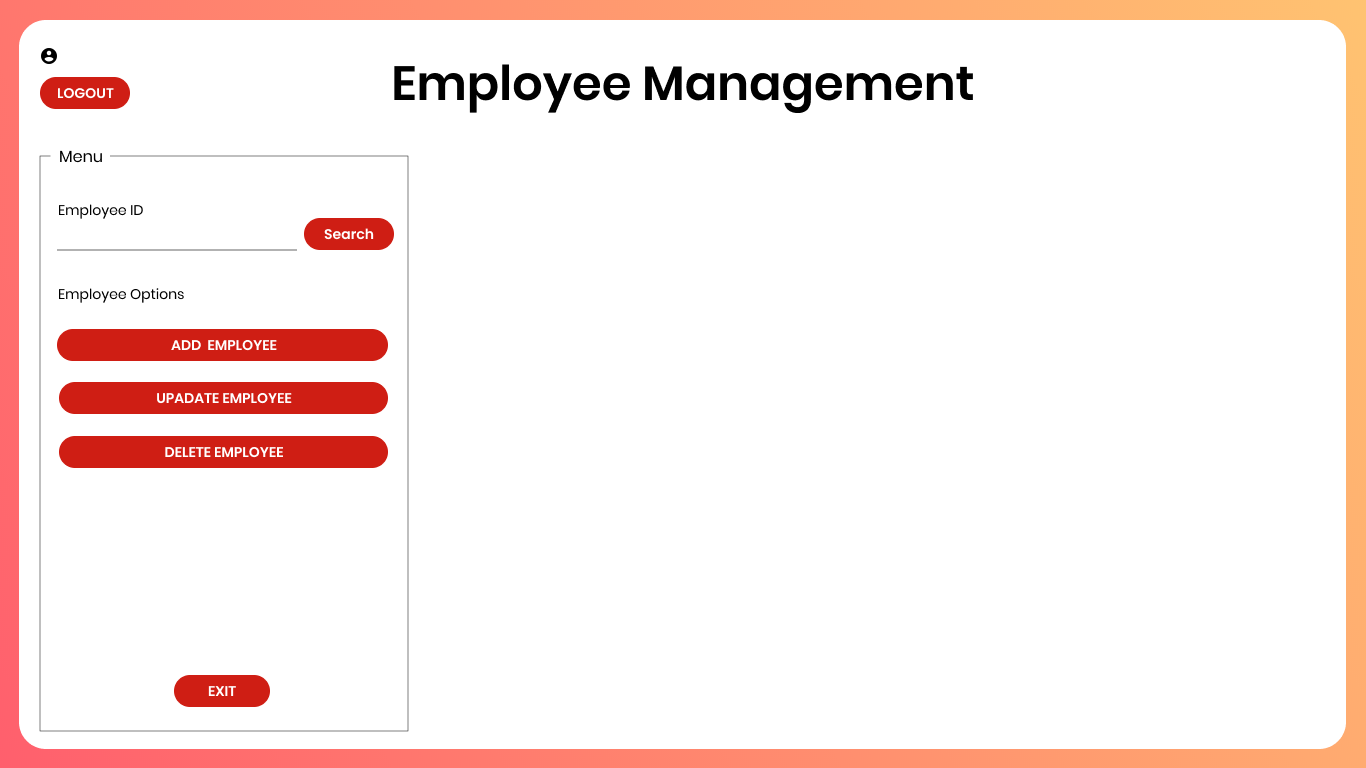 LOGOUT
Employee Management
Menu
Employee ID
Search
Employee Options
ADD  EMPLOYEE
UPADATE EMPLOYEE
DELETE EMPLOYEE
EXIT